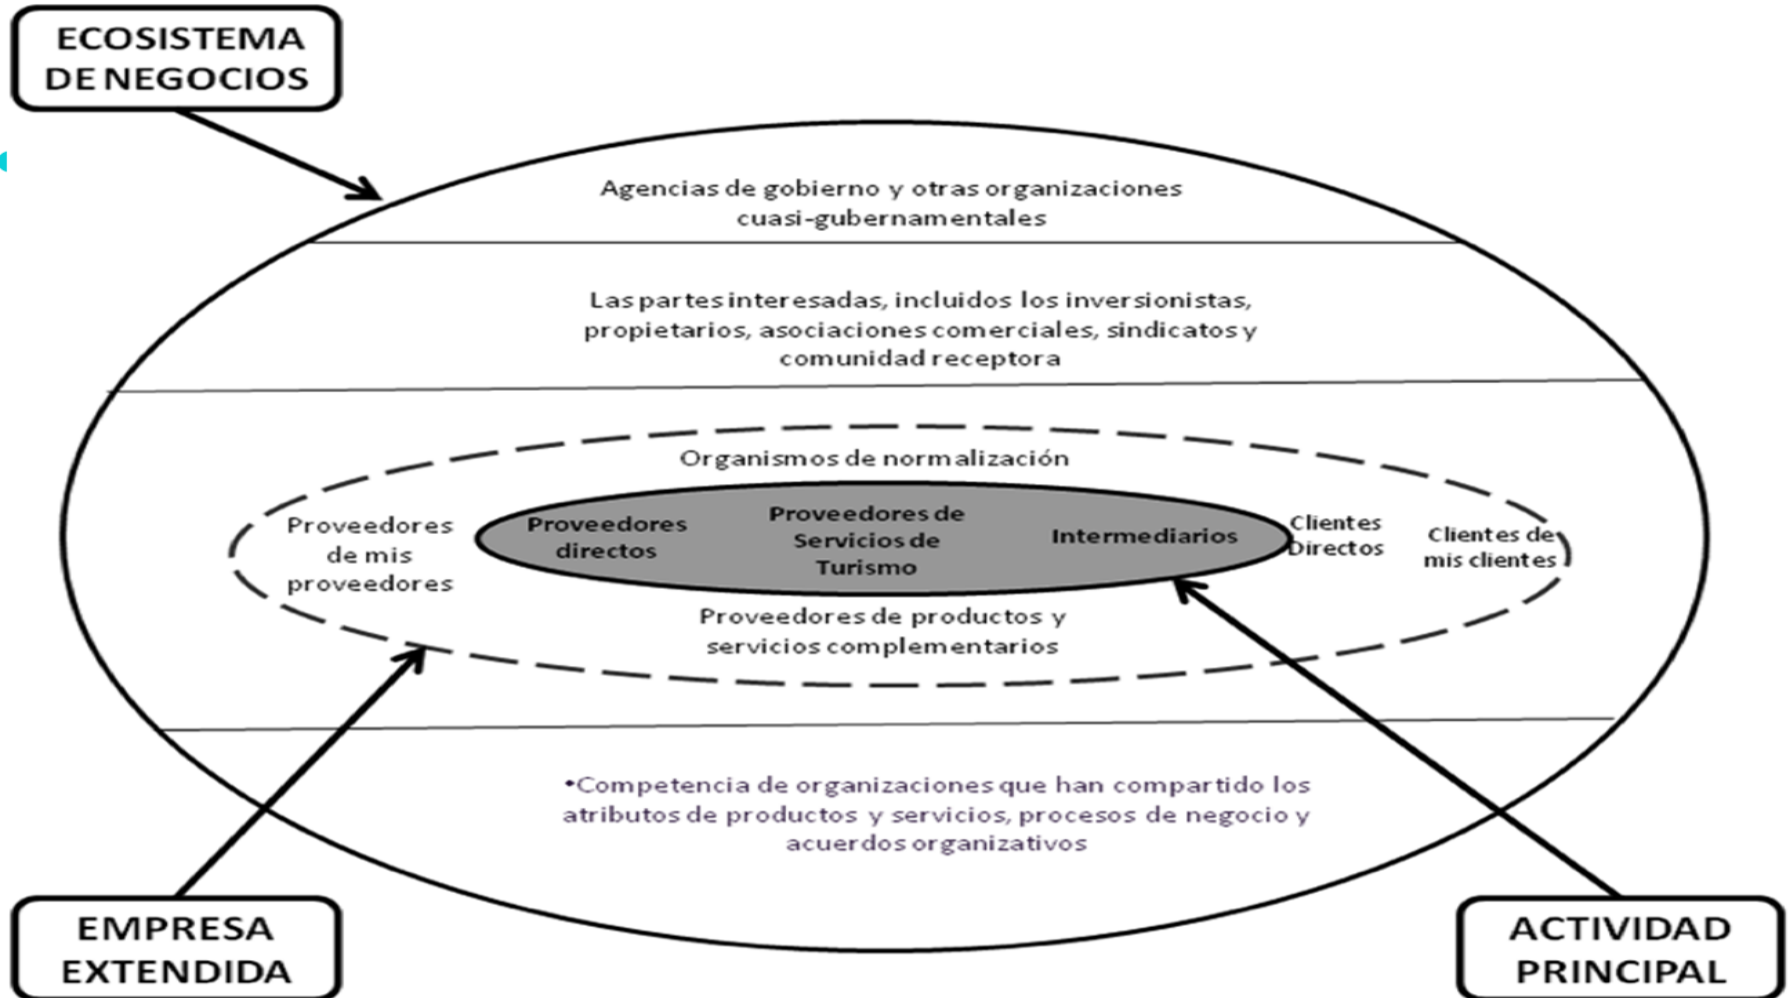 ECOSISTEMA
DE NEGOCIOS
Agencias de gobierno y otras organizaciones
cuasi-gubernamentales
Las partes interesadas, incluidos los inversionistas,
propietarios, asociaciones comerciales, sindicatos y
comunidad receptora
Organismos de normalización
Proveedores
de mis
proveedores
Proveedores
directos
Proveedores de
Servicios de
Turismo
Intermediarios
Clientes
Directos
Clientes de
mis clientes
Proveedores de productos y
servicios complementarios
•Competencia de organizaciones que han compartido los
atributos de productos y servicios, procesos de negocio y
acuerdos organizativos
EMPRESA
EXTENDIDA
ACTIVIDAD
PRINCIPAL